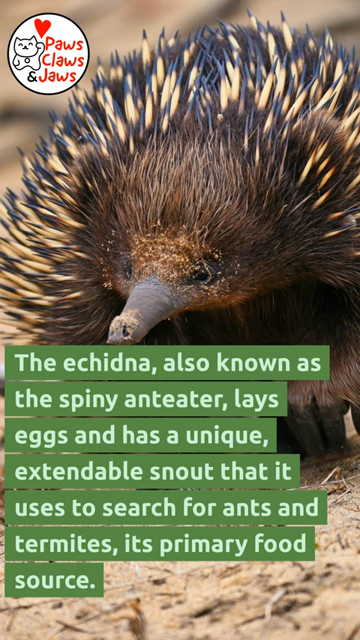 Paws
Claws
&Jaws
The echidna, also known as
the spiny anteater, lays
eggs and has a unique,
extendable snout that it
uses to search for ants and
termites, its primary food
source.